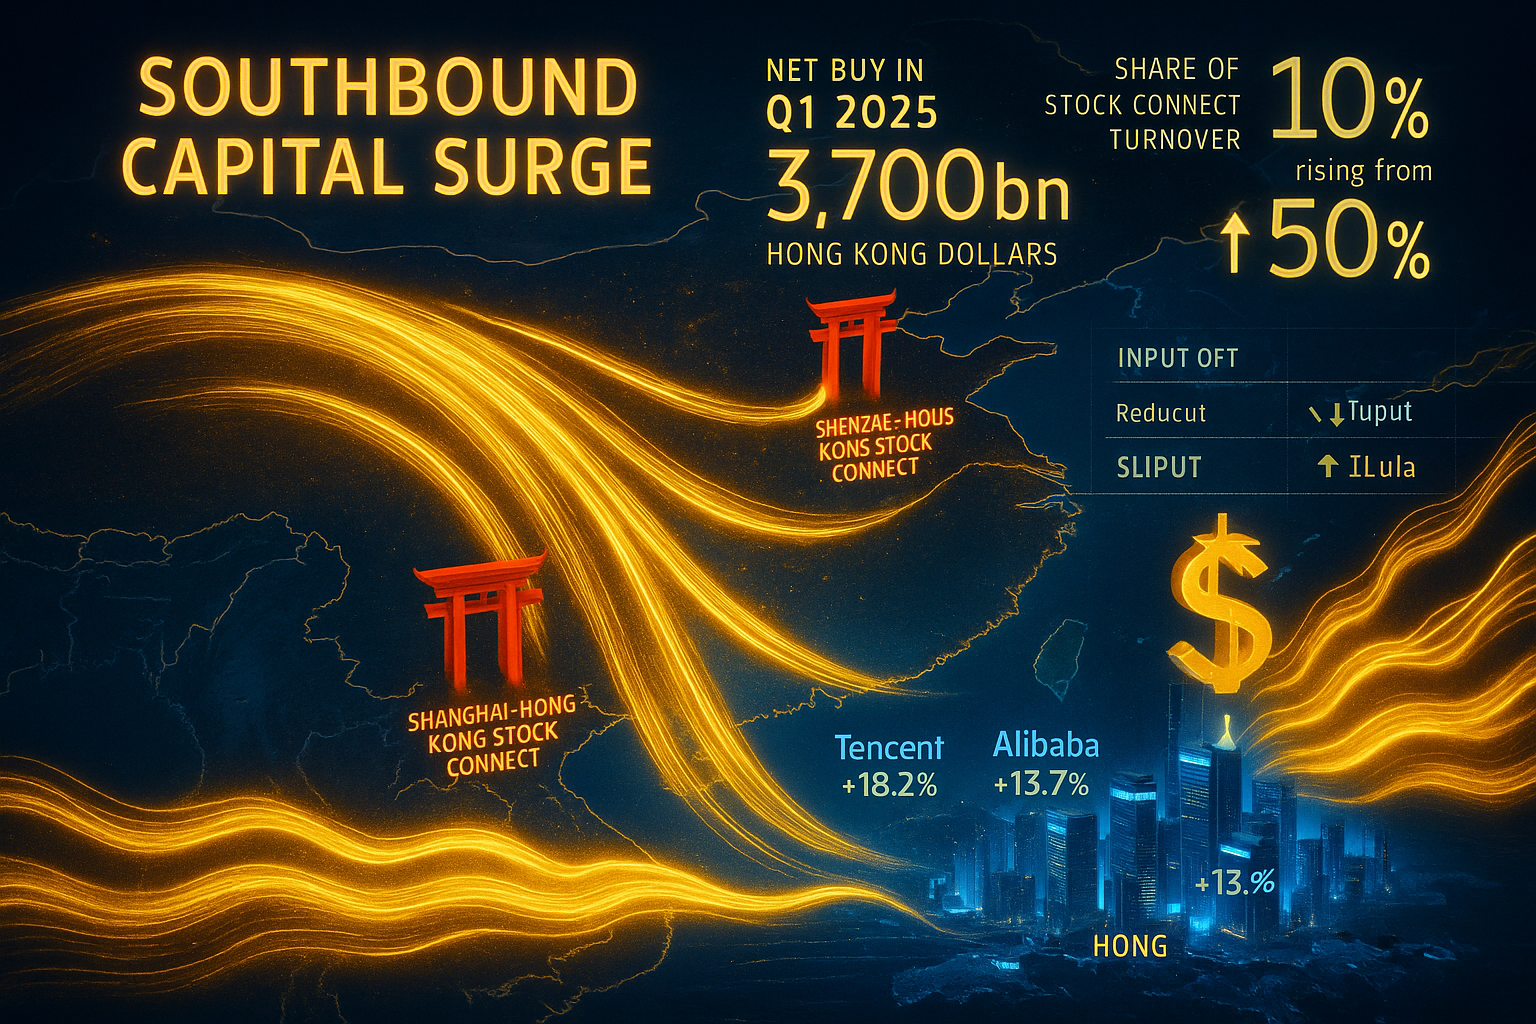 SOUTHBOUND
CAPITAL SURGE
NET BUY IN
Q1 2025
3,700bn
HONG KONG DOLLARS
SHARE OF
STOCK CONNECT
TURNOVER
10%
rising from
↑50%
SHENZAE-HOUS
KONS STOCK
CONNECT
INPUT OFT
Reducut ↓Tuput
SLIPUT ↑ ILula
SHANGHAI-HONG
KONG STOCK
CONNECT
$
Tencent
+18.2%
Alibaba
+13.7%
+13.%
HONG